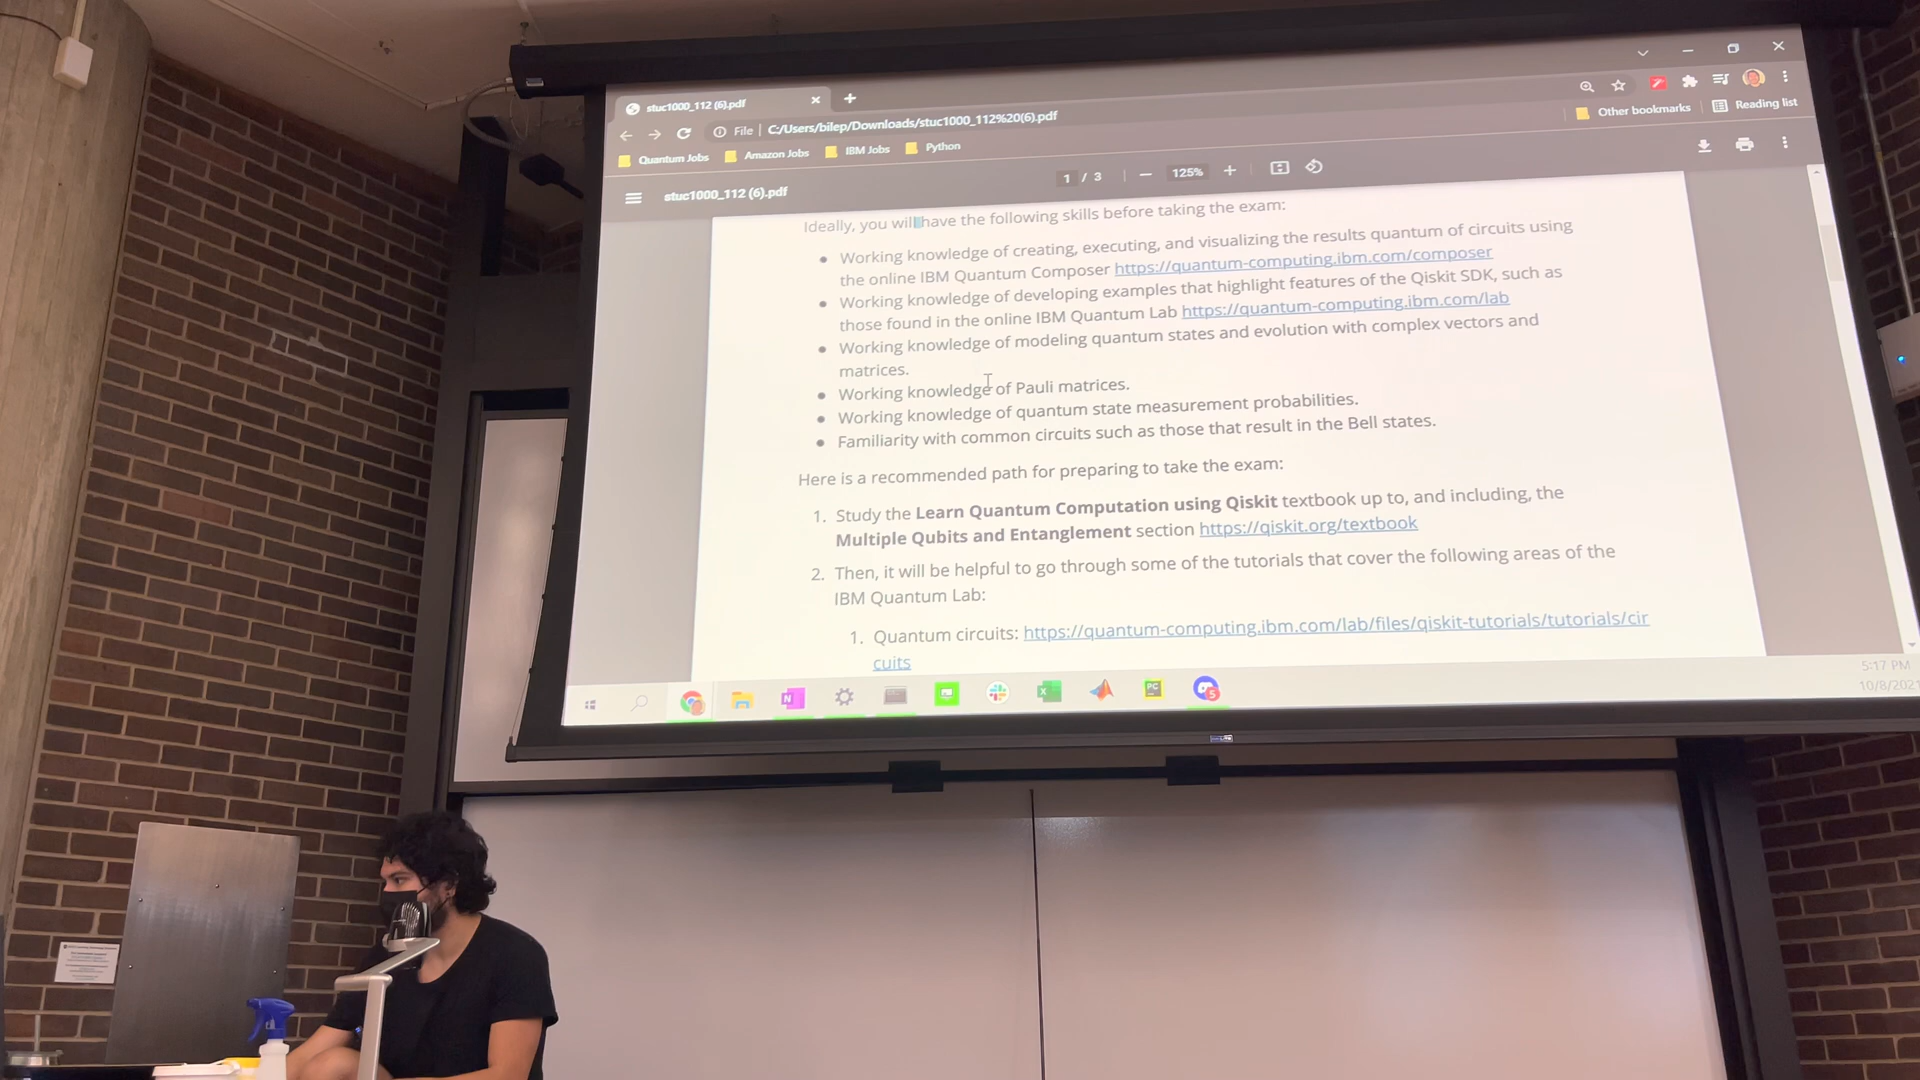 stuc1000_112 (6).pdf
File | C:/Users/bilep/Downloads/stuc1000_112%20(6).pdf
Other bookmarks Reading list
Quantum Jobs Amazon Jobs IBM Jobs Python
stuc1000_112 (6).pdf 1 / 3 125%
Ideally, you will have the following skills before taking the exam:
• Working knowledge of creating, executing, and visualizing the results quantum of circuits using
the online IBM Quantum Composer https://quantum-computing.ibm.com/composer
• Working knowledge of developing examples that highlight features of the Qiskit SDK, such as
those found in the online IBM Quantum Lab https://quantum-computing.ibm.com/lab
• Working knowledge of modeling quantum states and evolution with complex vectors and
matrices.
• Working knowledge of Pauli matrices.
• Working knowledge of quantum state measurement probabilities.
• Familiarity with common circuits such as those that result in the Bell states.
Here is a recommended path for preparing to take the exam:
1. Study the Learn Quantum Computation using Qiskit textbook up to, and including, the
Multiple Qubits and Entanglement section https://qiskit.org/textbook
2. Then, it will be helpful to go through some of the tutorials that cover the following areas of the
IBM Quantum Lab:
1. Quantum circuits: https://quantum-computing.ibm.com/lab/files/qiskit-tutorials/tutorials/cir
cuits
N PC 5
5:17 PM
10/8/2021